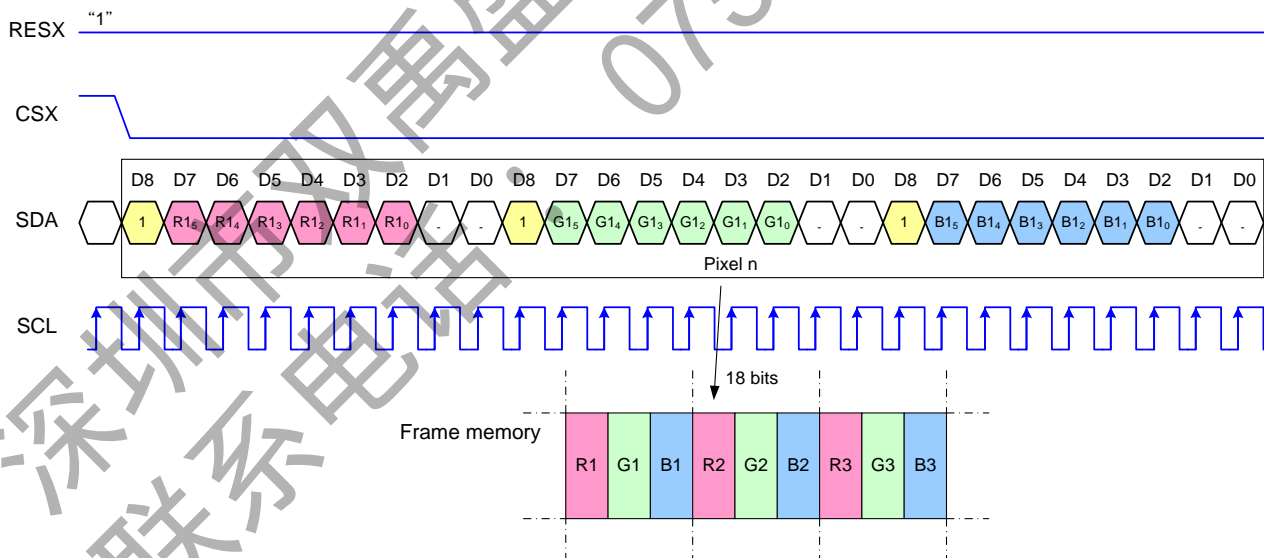 RESX “1”
CSX
D8 D7 D6 D5 D4 D3 D2 D1 D0 D8 D7 D6 D5 D4 D3 D2 D1 D0 D8 D7 D6 D5 D4 D3 D2 D1 D0
SDA 1 R1₅ R1₄ R1₃ R1₂ R1₁ R1₀ - - 1 G1₅ G1₄ G1₃ G1₂ G1₁ G1₀ - - 1 B1₅ B1₄ B1₃ B1₂ B1₁ B1₀ - -
Pixel n
SCL
18 bits
Frame memory
R1 G1 B1 R2 G2 B2 R3 G3 B3
深圳市双禹盛
联系电话：075